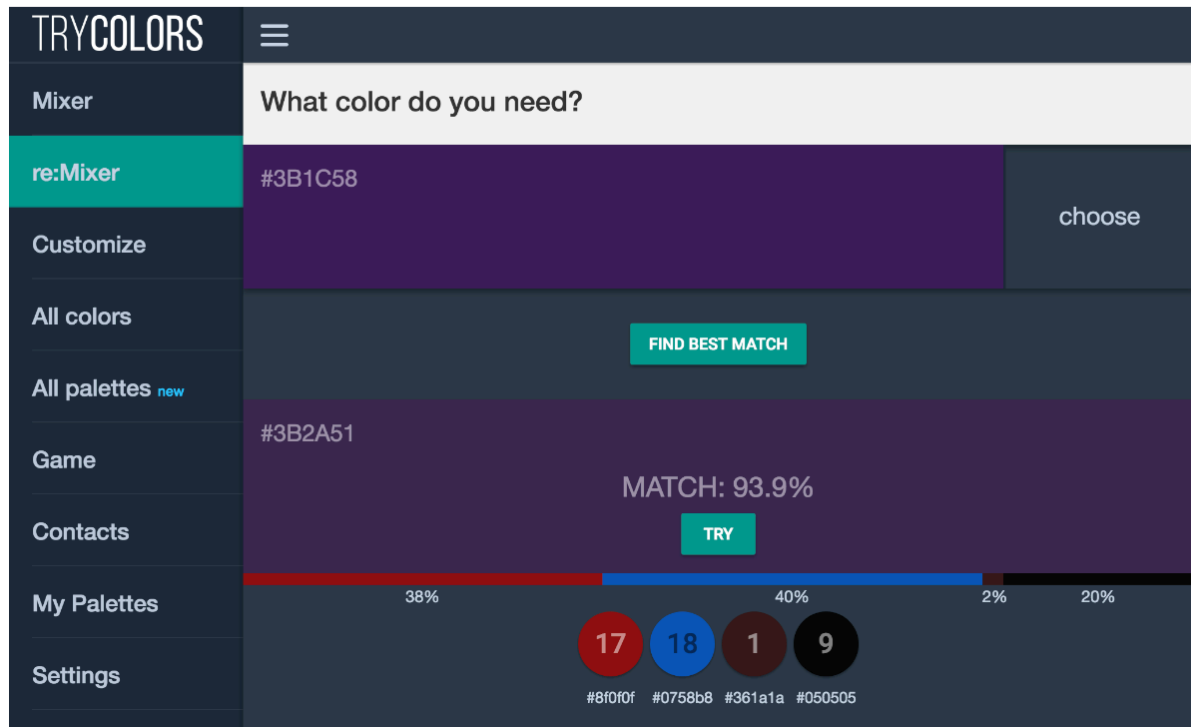 TRYCOLORS
Mixer
re:Mixer
Customize
All colors
All palettes new
Game
Contacts
My Palettes
Settings
What color do you need?
#3B1C58
choose
FIND BEST MATCH
#3B2A51
MATCH: 93.9%
TRY
38% 40% 2% 20%
17 18 1 9
#8f0f0f #0758b8 #361a1a #050505